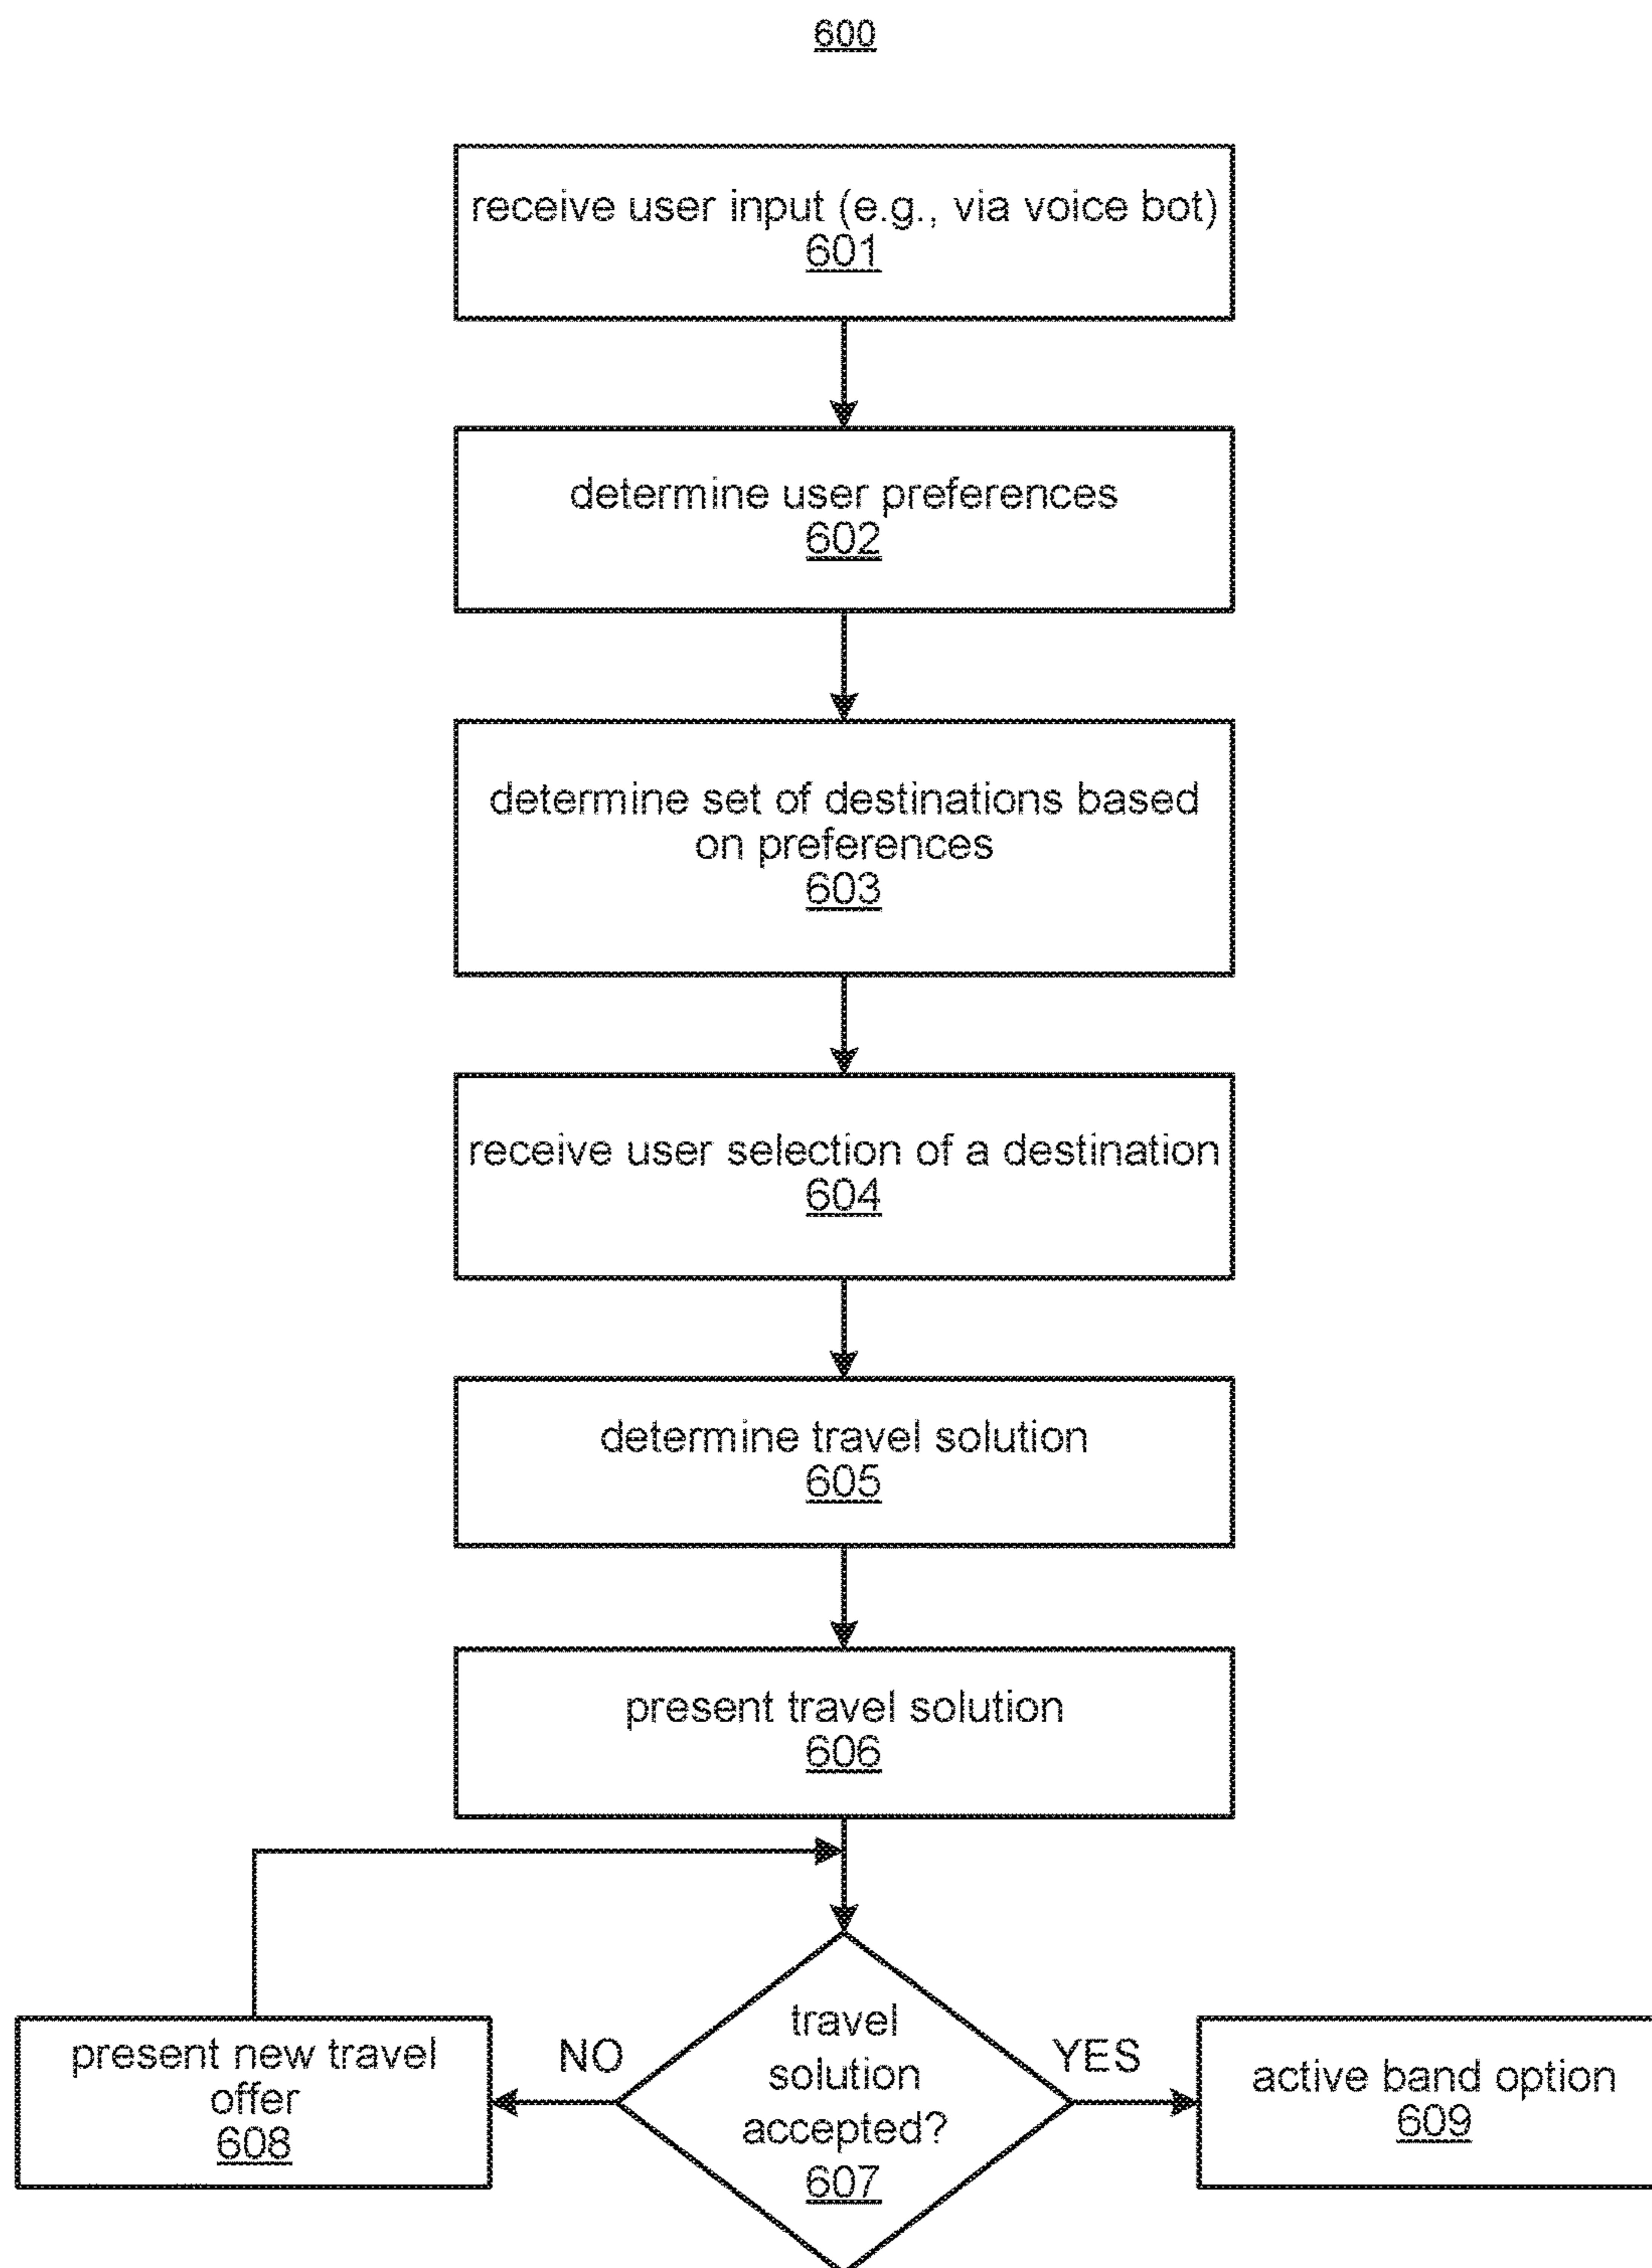 600
receive user input (e.g., via voice bot)
601
determine user preferences
602
determine set of destinations based
on preferences
603
receive user selection of a destination
604
determine travel solution
605
present travel solution
606
travel
solution
accepted?
607
NO
present new travel
offer
608
YES
active band option
609